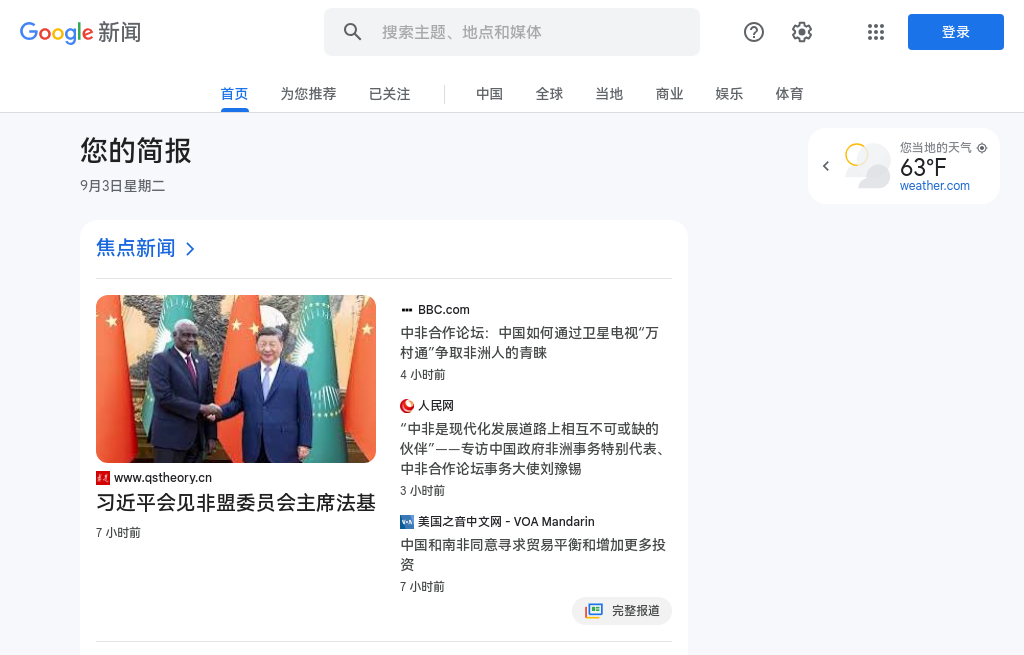 Google 新闻
搜索主题、地点和媒体
登录
首页
为您推荐
已关注
中国
全球
当地
商业
娱乐
体育
您的简报
9月3日星期二
您当地的天气
63°F
weather.com
焦点新闻
www.qstheory.cn
习近平会见非盟委员会主席法基
7 小时前
BBC.com
中非合作论坛：中国如何通过卫星电视“万
村通”争取非洲人的青睐
4 小时前
人民网
“中非是现代化发展道路上相互不可或缺的
伙伴”——专访中国政府非洲事务特别代表、
中非合作论坛事务大使刘豫锡
3 小时前
美国之音中文网 - VOA Mandarin
中国和南非同意寻求贸易平衡和增加更多投
资
7 小时前
完整报道